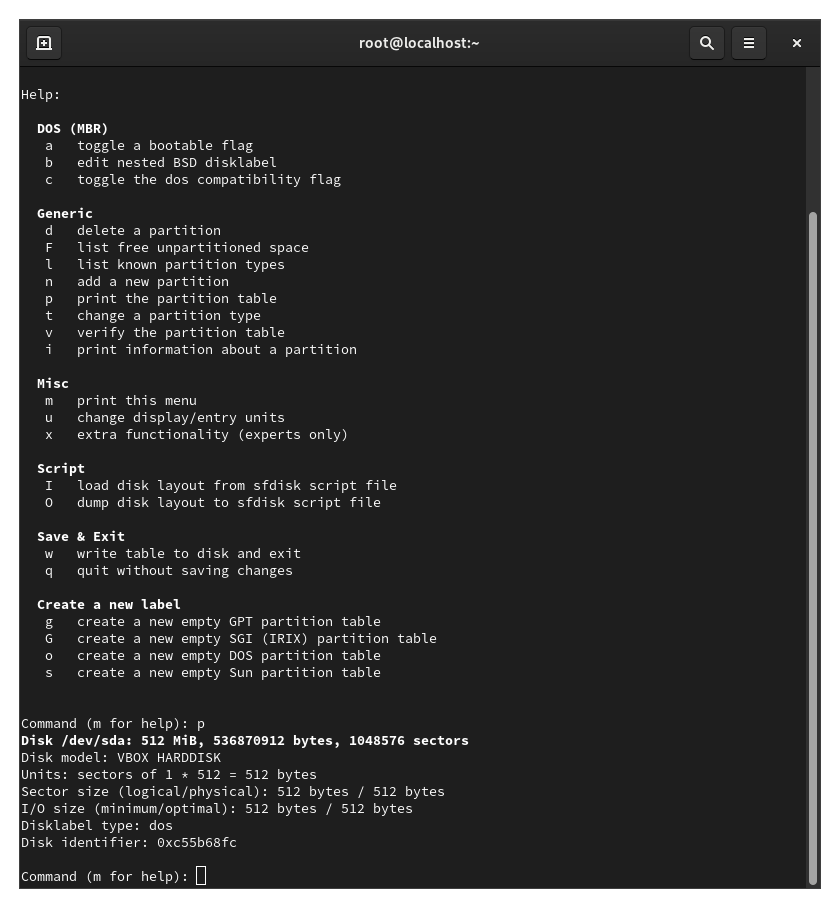 root@localhost:~
Help:
DOS (MBR)
a   toggle a bootable flag
b   edit nested BSD disklabel
c   toggle the dos compatibility flag
Generic
d   delete a partition
F   list free unpartitioned space
l   list known partition types
n   add a new partition
p   print the partition table
t   change a partition type
v   verify the partition table
i   print information about a partition
Misc
m   print this menu
u   change display/entry units
x   extra functionality (experts only)
Script
I   load disk layout from sfdisk script file
O   dump disk layout to sfdisk script file
Save & Exit
w   write table to disk and exit
q   quit without saving changes
Create a new label
g   create a new empty GPT partition table
G   create a new empty SGI (IRIX) partition table
o   create a new empty DOS partition table
s   create a new empty Sun partition table
Command (m for help): p
Disk /dev/sda: 512 MiB, 536870912 bytes, 1048576 sectors
Disk model: VBOX HARDDISK
Units: sectors of 1 * 512 = 512 bytes
Sector size (logical/physical): 512 bytes / 512 bytes
I/O size (minimum/optimal): 512 bytes / 512 bytes
Disklabel type: dos
Disk identifier: 0xc55b68fc
Command (m for help):